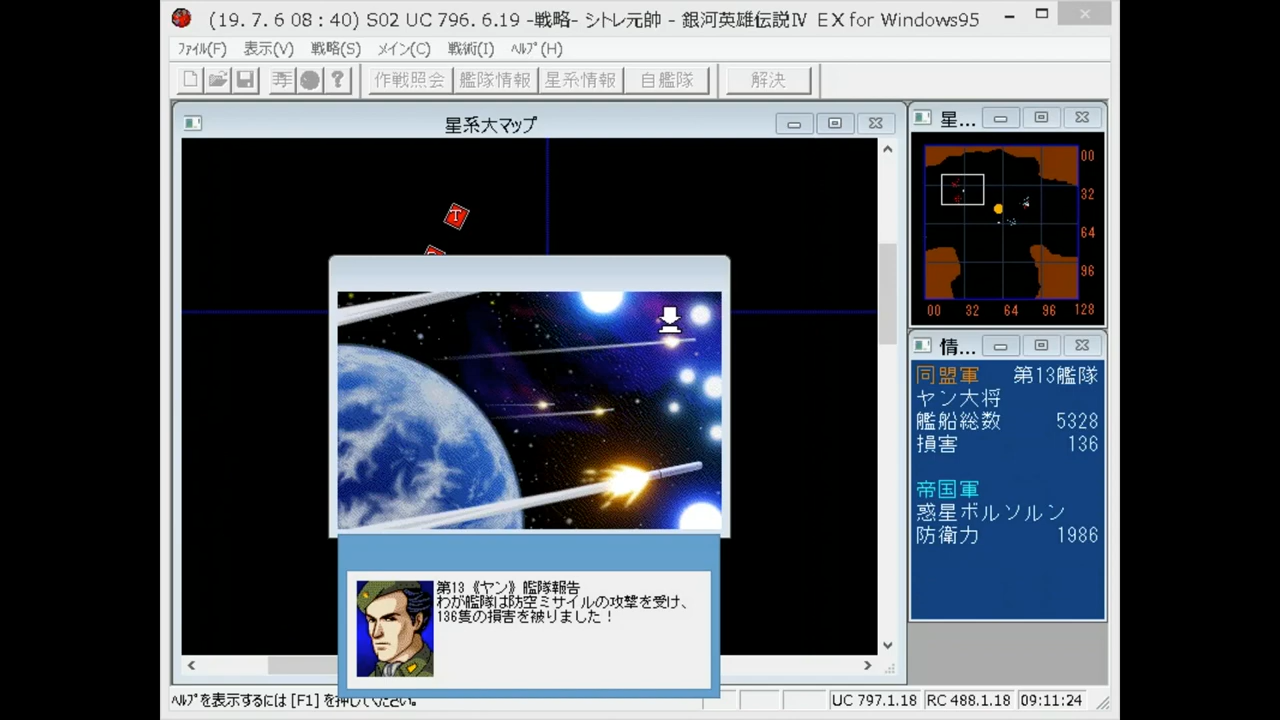 (19. 7. 6 08 : 40) S02 UC 796. 6.19 -戦略- シトレ元帥 - 銀河英雄伝説Ⅳ EX for Windows95
ﾌｧｲﾙ(F) 表示(V) 戦略(S) メイン(C) 戦術(I) ﾍﾙﾌﾟ(H)
作戦照会 艦隊情報 星系情報 自艦隊 解決
星系大マップ
T
星...
00
32
64
96
00 32 64 96 128
情...
同盟軍 第13艦隊
ヤン大将
艦船総数 5328
損害 136
帝国軍
惑星ボルソルン
防衛力 1986
第13《ヤン》艦隊報告
わが艦隊は防空ミサイルの攻撃を受け、
136隻の損害を被りました！
ﾍﾙﾌﾟを表示するには [F1] を押してください。
UC 797.1.18 RC 488.1.18 09:11:24